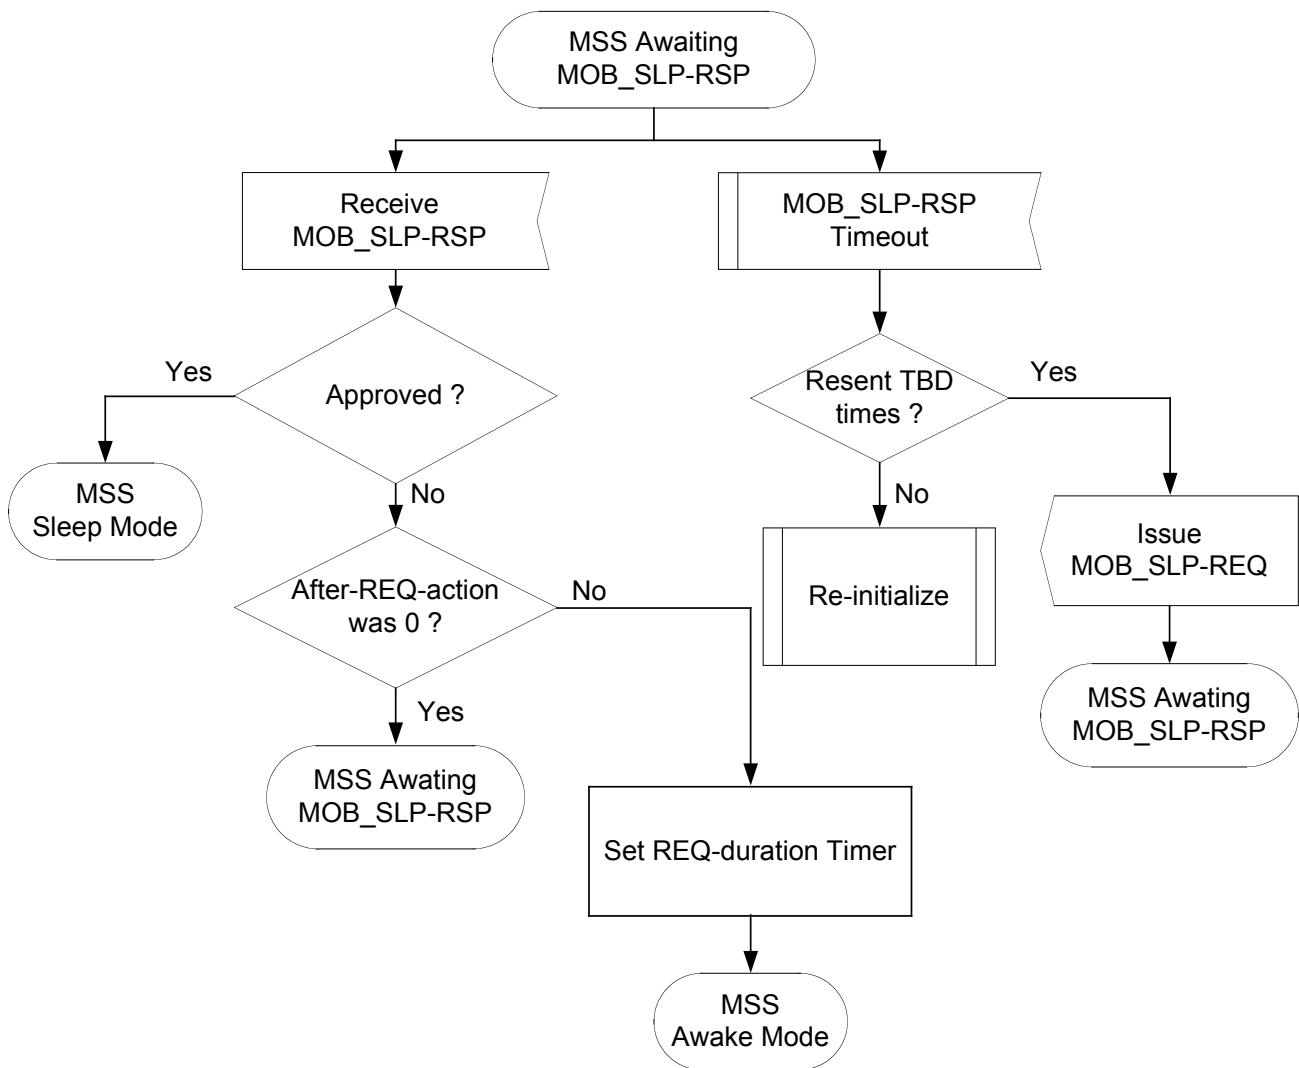 MSS Awaiting
MOB_SLP-RSP
Receive
MOB_SLP-RSP
MOB_SLP-RSP
Timeout
Yes
Approved ?
No
Resent TBD
times ?
Yes
No
MSS
Sleep Mode
After-REQ-action
was 0 ?
No
Yes
Re-initialize
Issue
MOB_SLP-REQ
MSS Awating
MOB_SLP-RSP
MSS Awating
MOB_SLP-RSP
Set REQ-duration Timer
MSS
Awake Mode